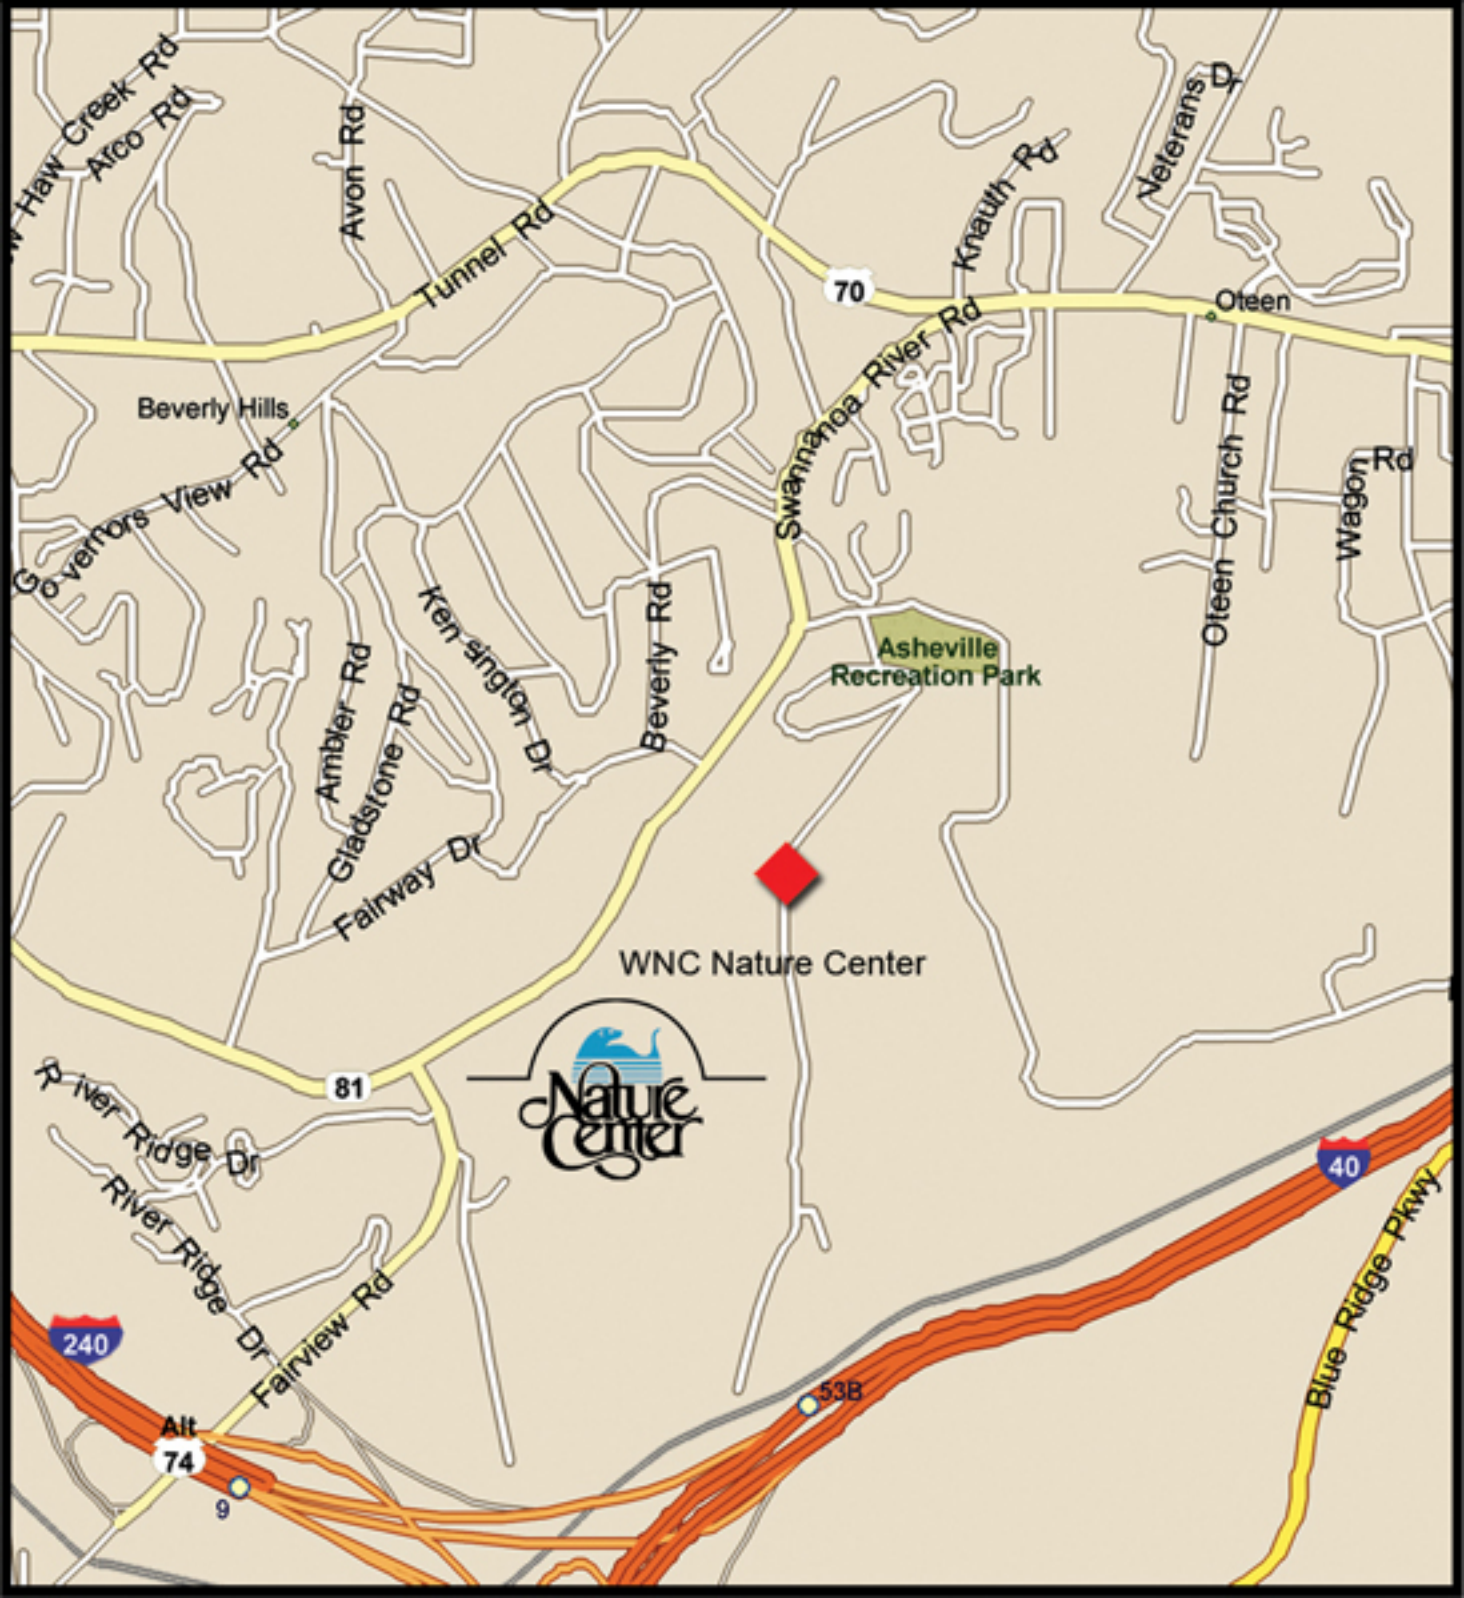 Haw Creek Rd
Arco Rd
Avon Rd
Tunnel Rd
Knauth Rd
Veterans Dr
70
Oteen
Swannanoa River Rd
Beverly Hills
Governors View Rd
Oteen Church Rd
Wagon Rd
Kensington Dr
Beverly Rd
Ambler Rd
Gladstone Rd
Fairway Dr
Asheville
Recreation Park
WNC Nature Center
Nature
Center
81
River Ridge Dr
River Ridge Dr
Fairview Rd
40
Blue Ridge Pkwy
240
53B
Alt
74
9